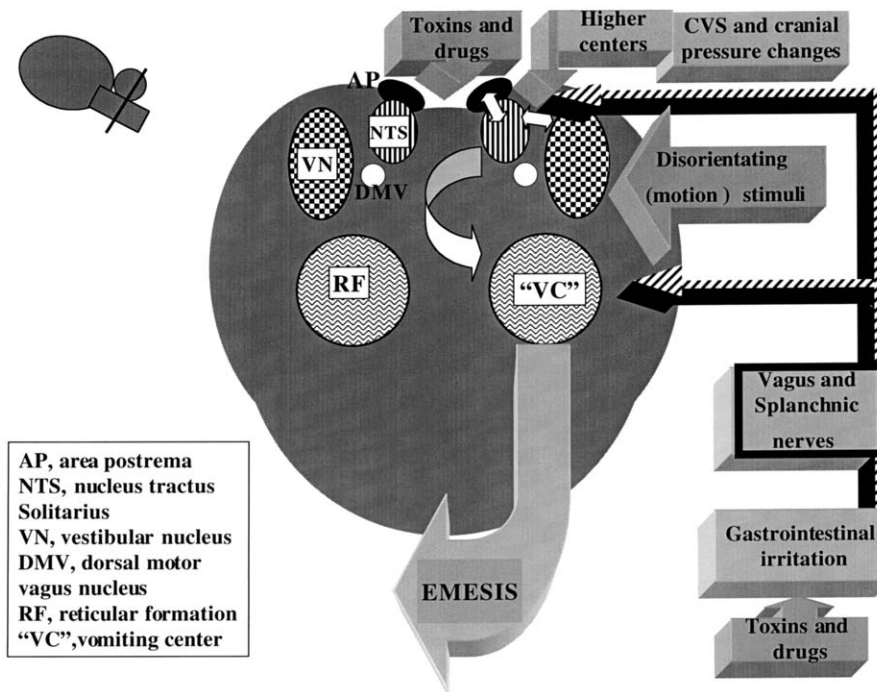 Toxins and
drugs
Higher
centers
CVS and cranial
pressure changes
AP
NTS
VN
DMV
Disorientating
(motion ) stimuli
RF
“VC”
Vagus and
Splanchnic
nerves
AP, area postrema
NTS, nucleus tractus
Solitarius
VN, vestibular nucleus
DMV, dorsal motor
vagus nucleus
RF, reticular formation
“VC”,vomiting center
EMESIS
Gastrointestinal
irritation
Toxins and
drugs